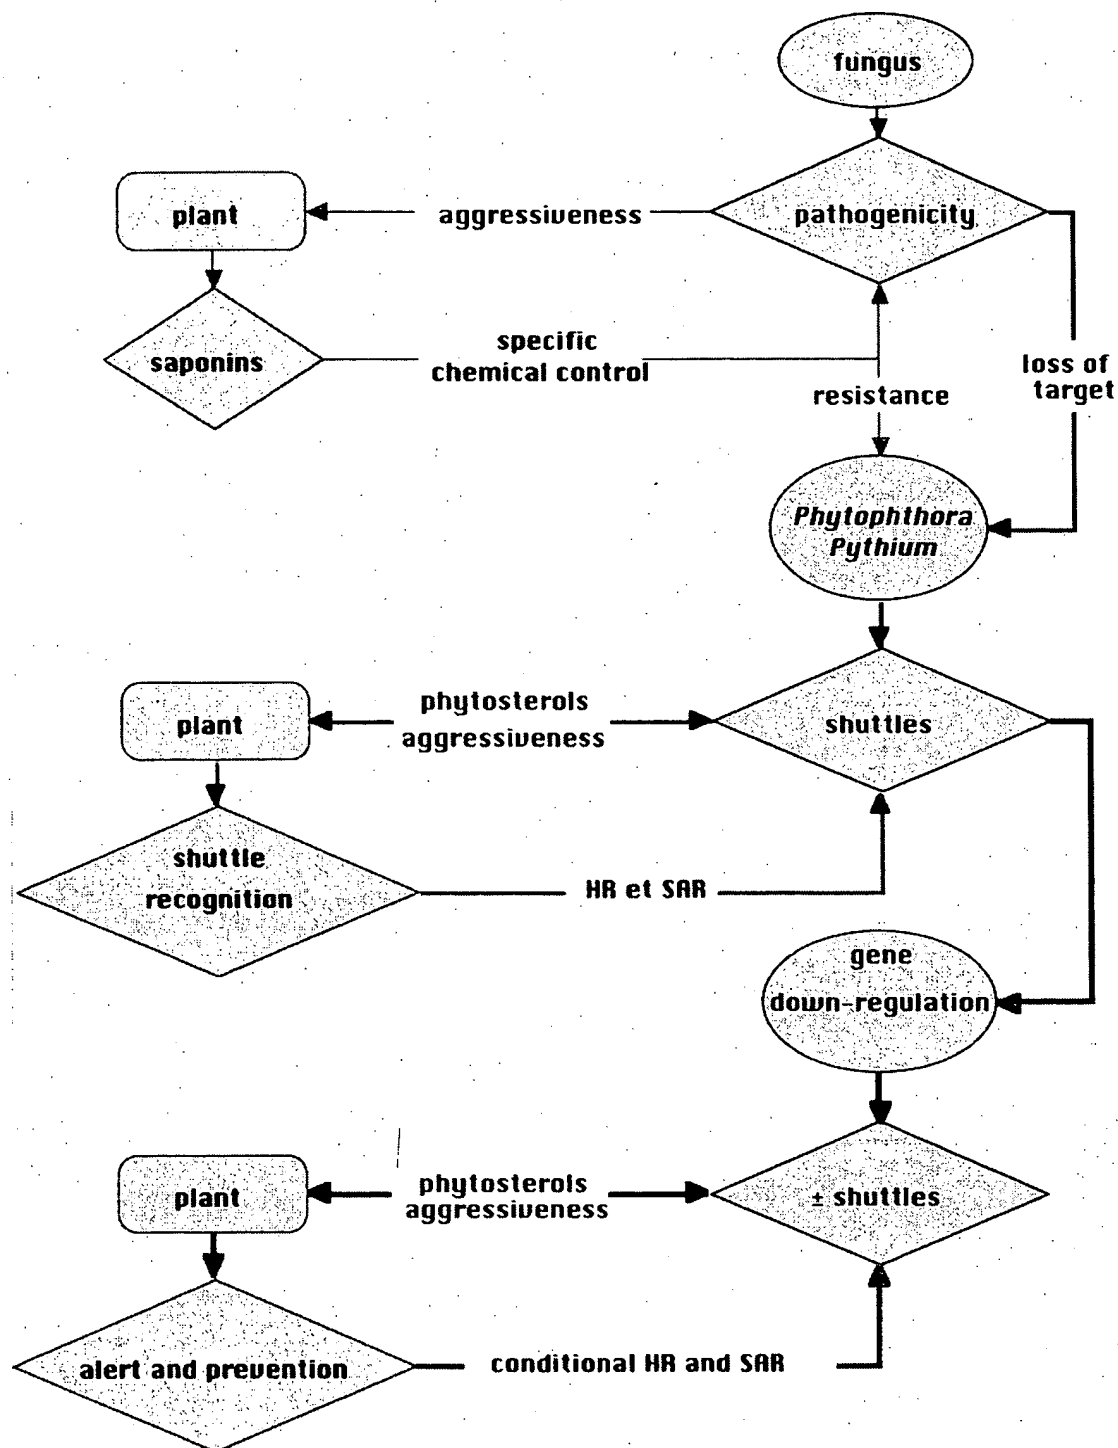 fungus
plant
aggressiveness
pathogenicity
saponins
specific
chemical control
resistance
loss of
target
Phytophthora
Pythium
plant
phytosterols
aggressiveness
shuttles
shuttle
recognition
HR et SAR
gene
down-regulation
plant
phytosterols
aggressiveness
± shuttles
alert and prevention
conditional HR and SAR